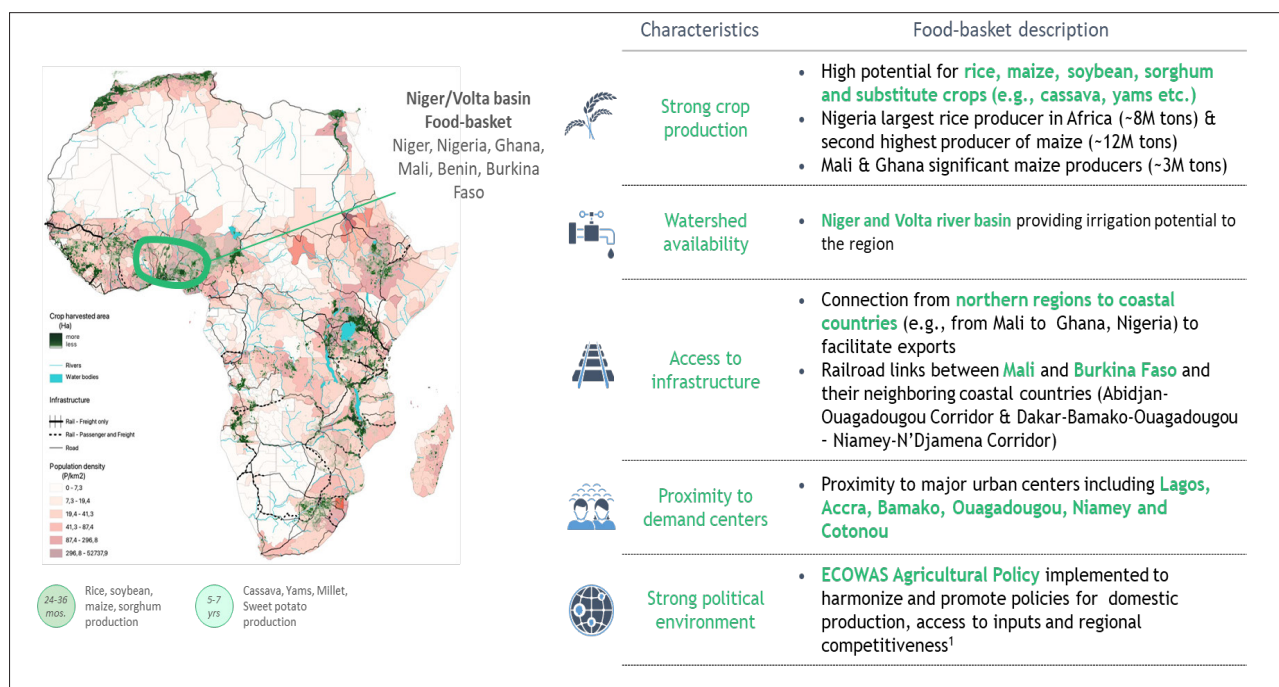 Characteristics
Food-basket description
Niger/Volta basin
Food-basket
Niger, Nigeria, Ghana,
Mali, Benin, Burkina
Faso
Crop harvested area
(Ha)
more
less
Rivers
Water bodies
Infrastructure
Rail - Freight only
Rail - Passenger and Freight
Road
Population density
(P/km2)
0 - 7,3
7,3 - 19,4
19,4 - 41,3
41,3 - 87,4
87,4 - 296,8
296,8 - 52737,9
24-36
mos.
Rice, soybean,
maize, sorghum
production
5-7
yrs
Cassava, Yams, Millet,
Sweet potato
production
Strong crop
production
• High potential for rice, maize, soybean, sorghum
and substitute crops (e.g., cassava, yams etc.)
• Nigeria largest rice producer in Africa (~8M tons) &
second highest producer of maize (~12M tons)
• Mali & Ghana significant maize producers (~3M tons)
Watershed
availability
• Niger and Volta river basin providing irrigation potential to
the region
Access to
infrastructure
• Connection from northern regions to coastal
countries (e.g., from Mali to Ghana, Nigeria) to
facilitate exports
• Railroad links between Mali and Burkina Faso and
their neighboring coastal countries (Abidjan-
Ouagadougou Corridor & Dakar-Bamako-Ouagadougou
- Niamey-N’Djamena Corridor)
Proximity to
demand centers
• Proximity to major urban centers including Lagos,
Accra, Bamako, Ouagadougou, Niamey and
Cotonou
Strong political
environment
• ECOWAS Agricultural Policy implemented to
harmonize and promote policies for domestic
production, access to inputs and regional
competitiveness¹